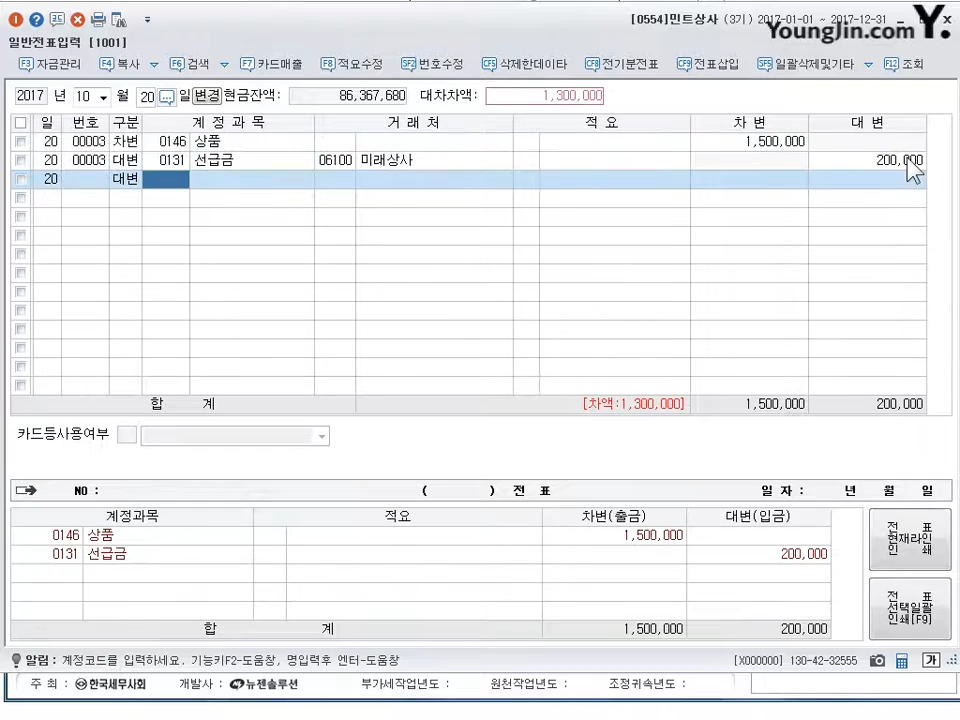 [0554]민트상사 (3기) 2017-01-01 ~ 2017-12-31
YoungJin.com Y.
일반전표입력 [1001]
F3 자금관리 F4 복사 F6 검색 F7 카드매출 F8 적요수정 SF2 번호수정 CF5 삭제한데이타 CF8 전기분전표 CF9 전표삽입 SF5 일괄삭제및기타 F12 조회
2017 년 10 월 20 일 변경 현금잔액: 86,367,680 대차차액: 1,300,000
일 번호 구분 계 정 과 목 거 래 처 적 요 차 변 대 변
20 00003 차변 0146 상품 1,500,000
20 00003 대변 0131 선급금 06100 미래상사 200,000
20 대변
합 계 [차액:1,300,000] 1,500,000 200,000
카드등사용여부
NO : ( ) 전 표 일 자 : 년 월 일
계정과목 적요 차변(출금) 대변(입금)
0146 상품 1,500,000
0131 선급금 200,000
합 계 1,500,000 200,000
전 표
현재라인
인 쇄
전 표
선택일괄
인쇄[F9]
알림: 계정코드를 입력하세요. 기능키F2-도움창, 명입력후 엔터-도움창 [X000000] 130-42-32555 가
주 최 : 한국세무사회 개발사 : 뉴젠솔루션 부가세작업년도 : 원천작업년도 : 조정귀속년도 :